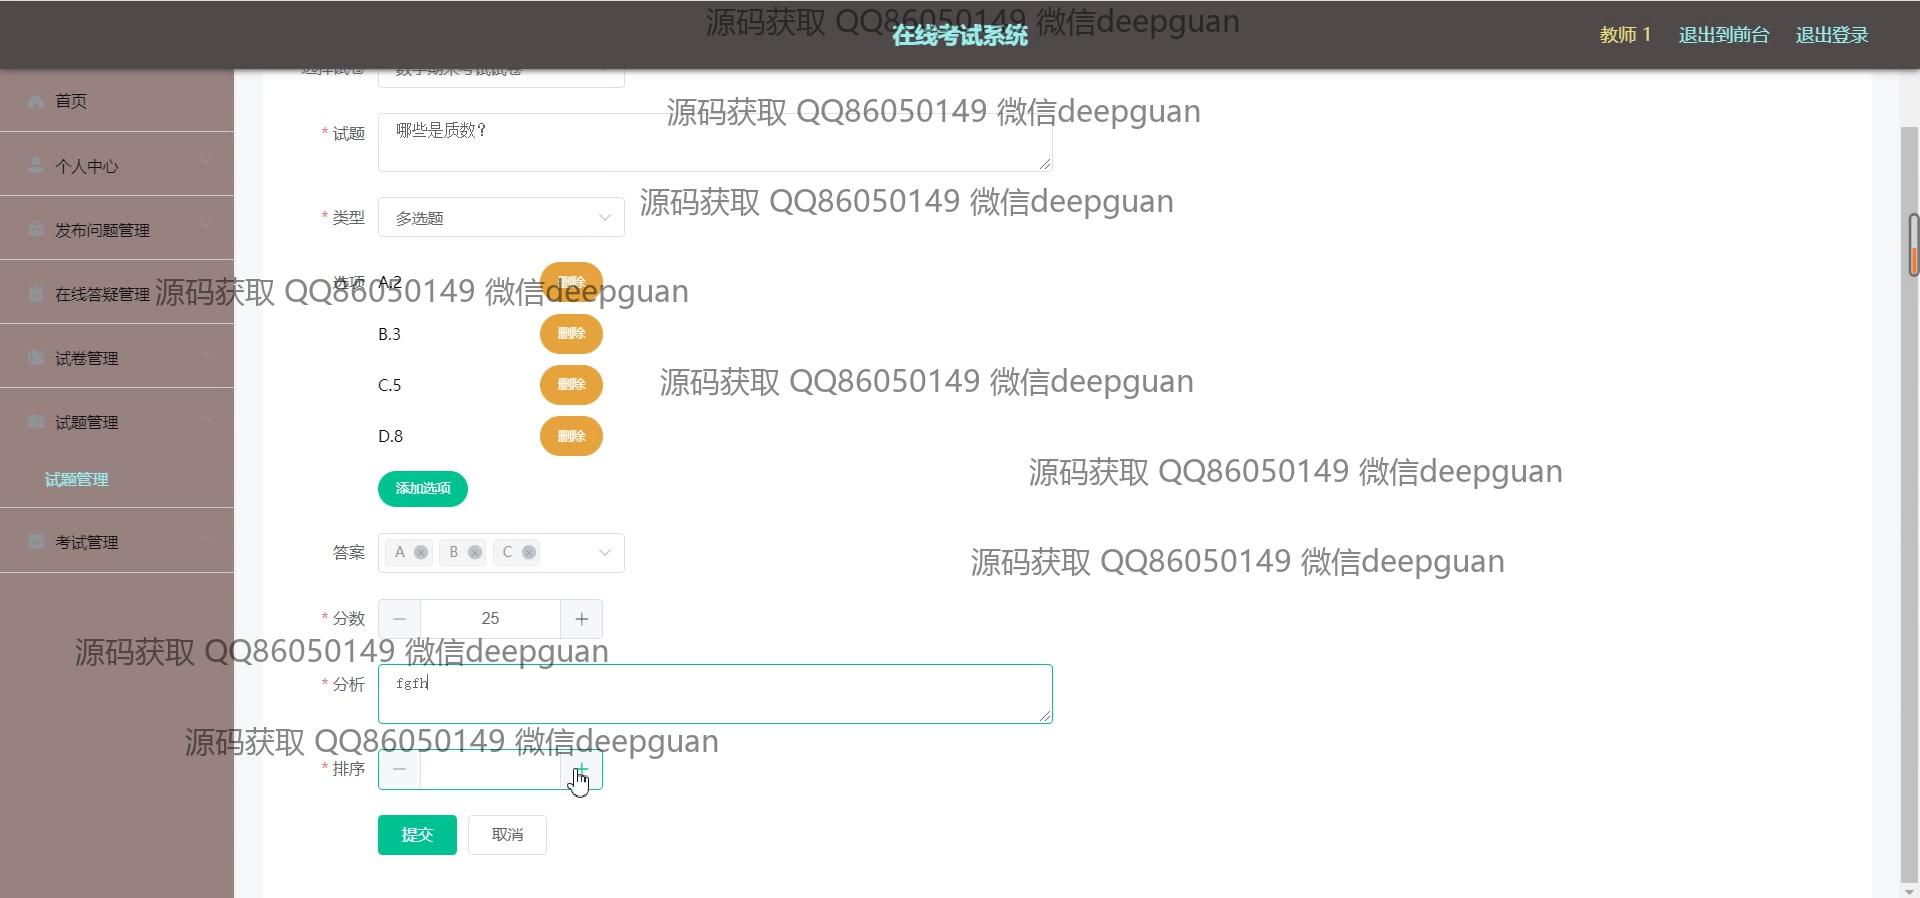 源码获取 QQ86050149 微信deepguan
在线考试系统
教师 1 退出到前台 退出登录
首页
个人中心
发布问题管理
在线答疑管理
试卷管理
试题管理
试题管理
考试管理
选择试卷 数学期末考试试卷
源码获取 QQ86050149 微信deepguan
* 试题 哪些是质数?
源码获取 QQ86050149 微信deepguan
* 类型 多选题
选项 A.2 删除
源码获取 QQ86050149 微信deepguan
B.3 删除
源码获取 QQ86050149 微信deepguan
C.5 删除
D.8 删除
源码获取 QQ86050149 微信deepguan
添加选项
答案 A B C
源码获取 QQ86050149 微信deepguan
* 分数 25
源码获取 QQ86050149 微信deepguan
* 分析 fgfh
源码获取 QQ86050149 微信deepguan
* 排序
提交 取消